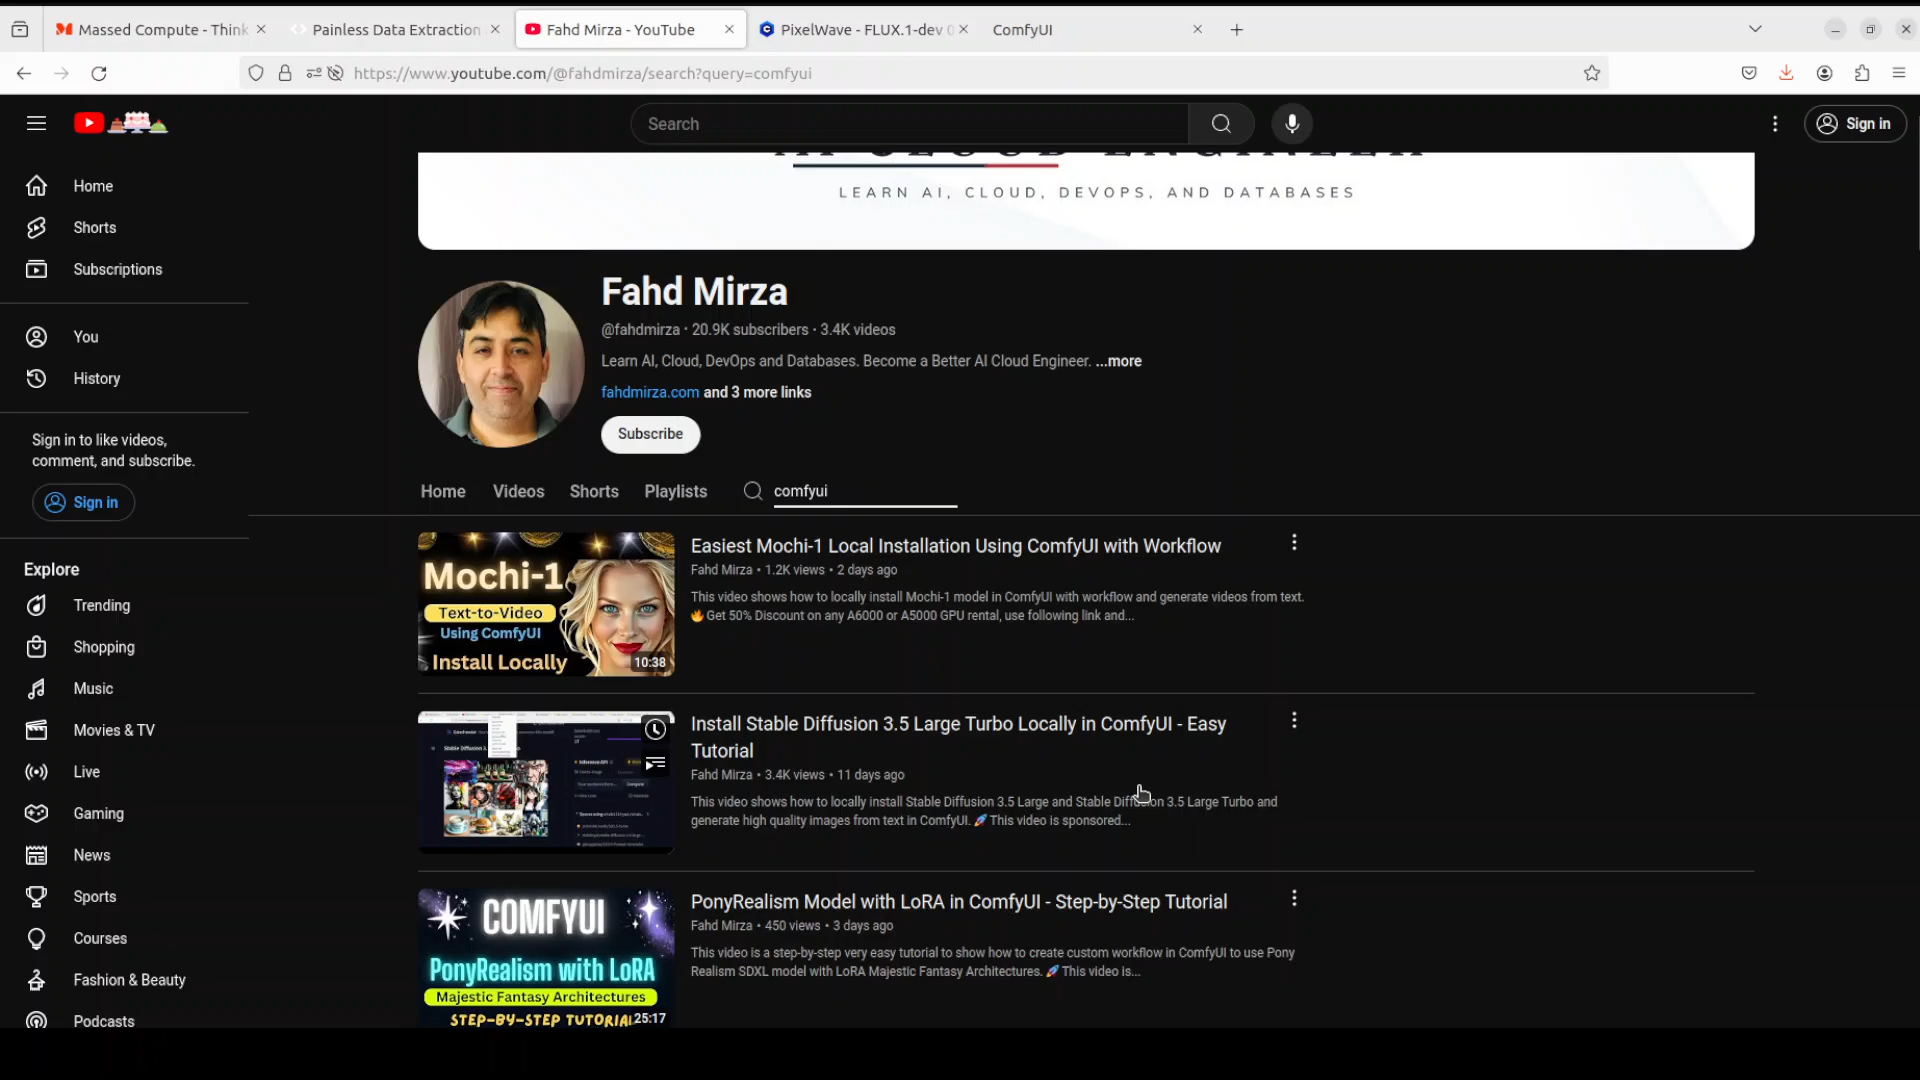 Massed Compute - Think
Painless Data Extraction
Fahd Mirza - YouTube
PixelWave - FLUX.1-dev 0
ComfyUI
https://www.youtube.com/@fahdmirza/search?query=comfyui
Search
Sign in
LEARN AI, CLOUD, DEVOPS, AND DATABASES
Home
Shorts
Subscriptions
You
History
Sign in to like videos,
comment, and subscribe.
Sign in
Explore
Trending
Shopping
Music
Movies & TV
Live
Gaming
News
Sports
Courses
Fashion & Beauty
Podcasts
Fahd Mirza
@fahdmirza • 20.9K subscribers • 3.4K videos
Learn AI, Cloud, DevOps and Databases. Become a Better AI Cloud Engineer. ...more
fahdmirza.com and 3 more links
Subscribe
Home Videos Shorts Playlists comfyui
Mochi-1
Text-to-Video
Using ComfyUI
Install Locally
10:38
Easiest Mochi-1 Local Installation Using ComfyUI with Workflow
Fahd Mirza • 1.2K views • 2 days ago
This video shows how to locally install Mochi-1 model in ComfyUI with workflow and generate videos from text.
🔥Get 50% Discount on any A6000 or A5000 GPU rental, use following link and...
Install Stable Diffusion 3.5 Large Turbo Locally in ComfyUI - Easy
Tutorial
Fahd Mirza • 3.4K views • 11 days ago
This video shows how to locally install Stable Diffusion 3.5 Large and Stable Diffusion 3.5 Large Turbo and
generate high quality images from text in ComfyUI. 🚀 This video is sponsored...
COMFYUI
PonyRealism with LoRA
Majestic Fantasy Architectures
STEP-BY-STEP TUTORIAL
25:17
PonyRealism Model with LoRA in ComfyUI - Step-by-Step Tutorial
Fahd Mirza • 450 views • 3 days ago
This video is a step-by-step very easy tutorial to show how to create custom workflow in ComfyUI to use Pony
Realism SDXL model with LoRA Majestic Fantasy Architectures. 🚀 This video is...